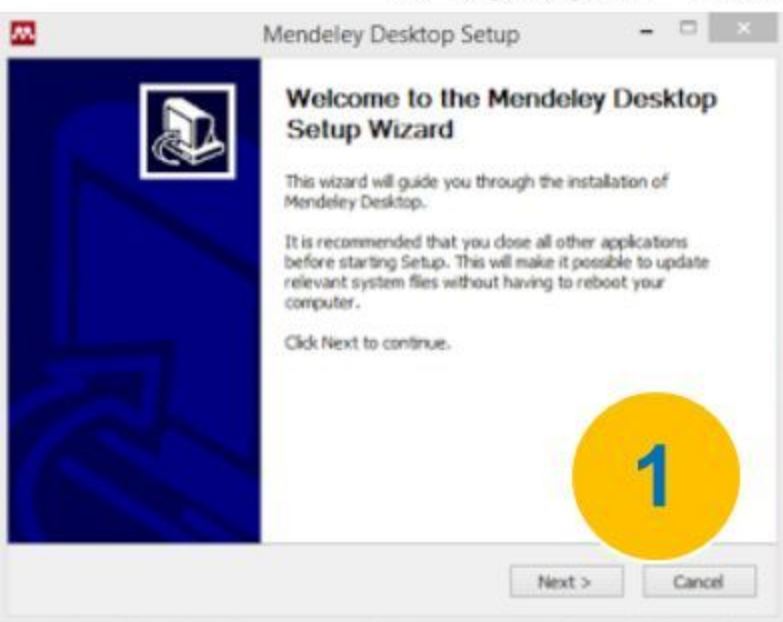 Mendeley Desktop Setup
Welcome to the Mendeley Desktop
Setup Wizard
This wizard will guide you through the installation of
Mendeley Desktop.
It is recommended that you close all other applications
before starting Setup. This will make it possible to update
relevant system files without having to reboot your
computer.
Click Next to continue.
1
Next >
Cancel